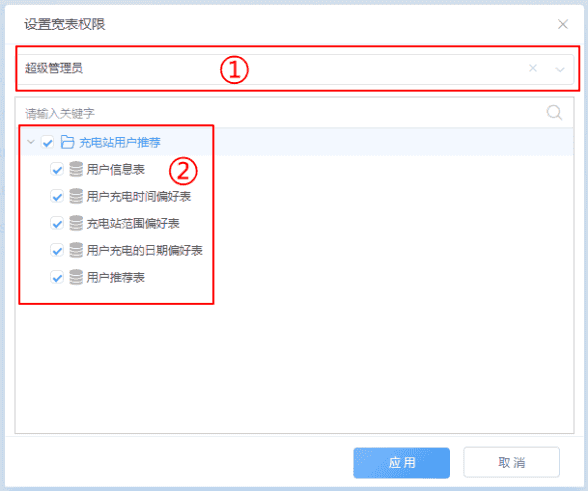 设置宽表权限
超级管理员
①
请输入关键字
充电站用户推荐
用户信息表
②
用户充电时间偏好表
充电站范围偏好表
用户充电的日期偏好表
用户推荐表
应用
取消